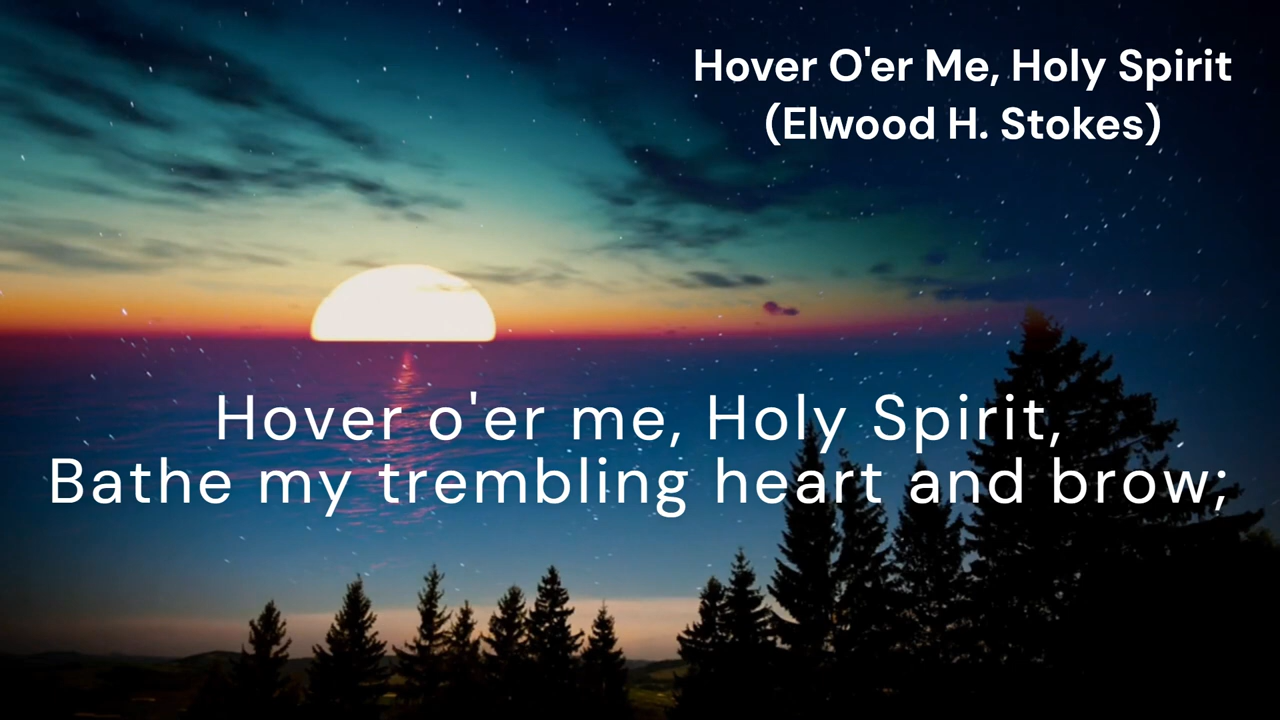 Hover O'er Me, Holy Spirit
(Elwood H. Stokes)
Hover o'er me, Holy Spirit,
Bathe my trembling heart and brow;